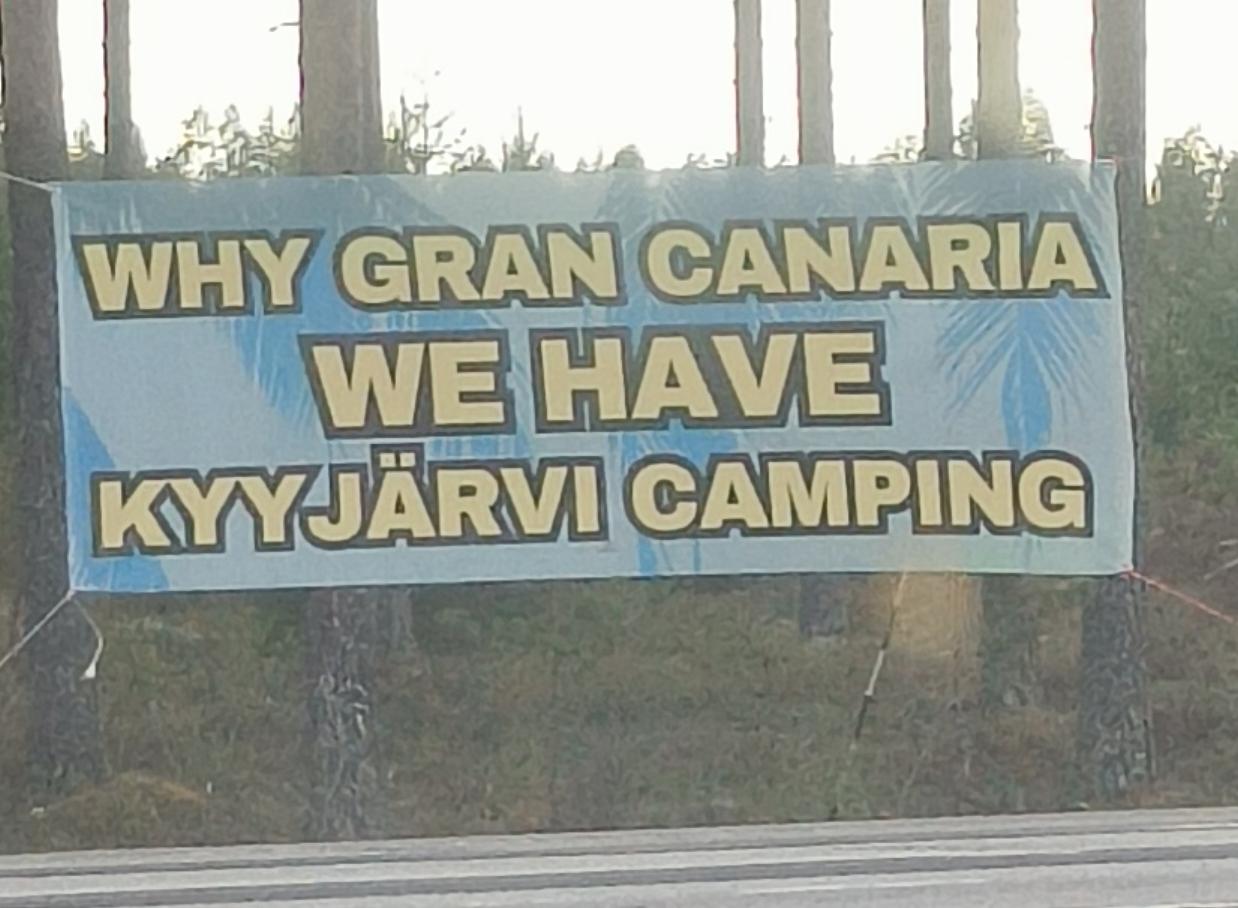 WHY GRAN CANARIA
WE HAVE
KYYJÄRVI CAMPING